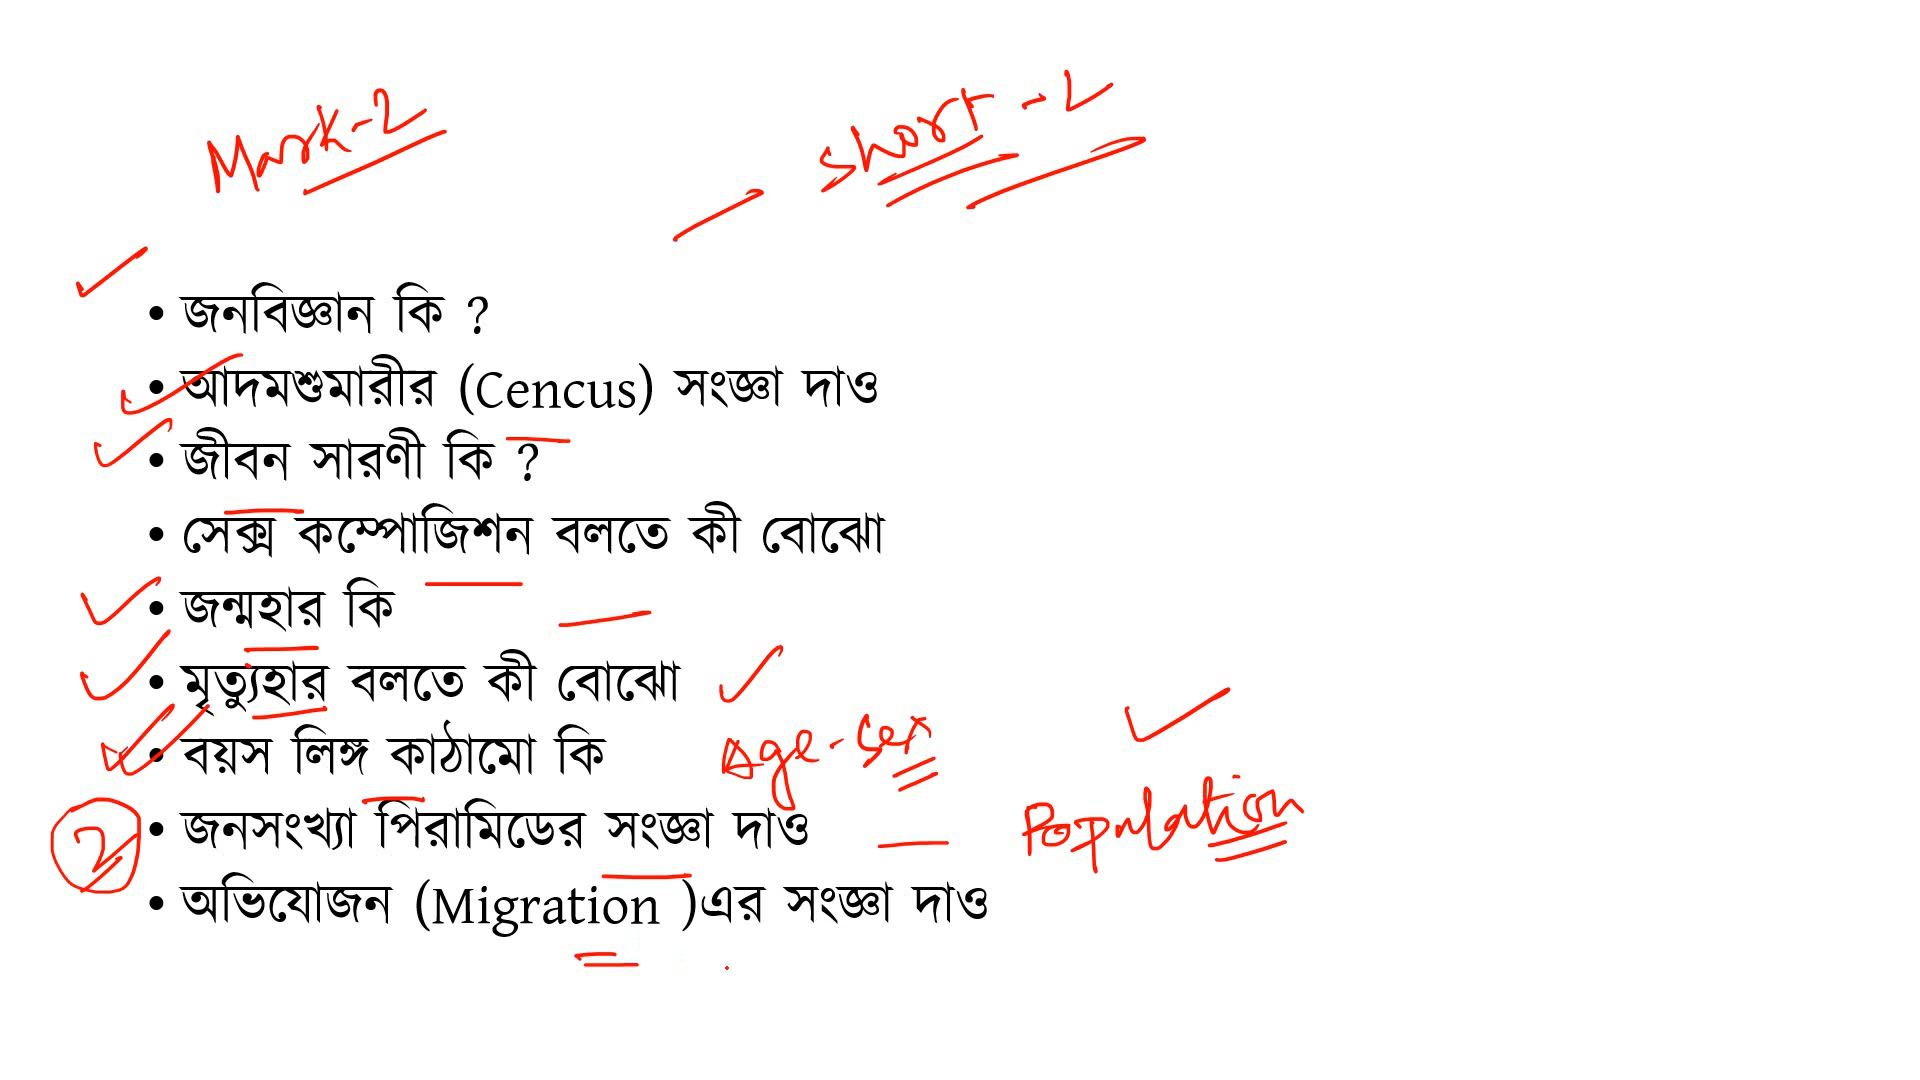 Mark-2
Short-2
• জনবিজ্ঞান কি ?
• আদমশুমারীর (Cencus) সংজ্ঞা দাও
• জীবন সারণী কি ?
• সেক্স কম্পোজিশন বলতে কী বোঝো
• জন্মহার কি
• মৃত্যুহার বলতে কী বোঝো
• বয়স লিঙ্গ কাঠামো কি Age-Sex
2 • জনসংখ্যা পিরামিডের সংজ্ঞা দাও Population
• অভিযোজন (Migration )এর সংজ্ঞা দাও